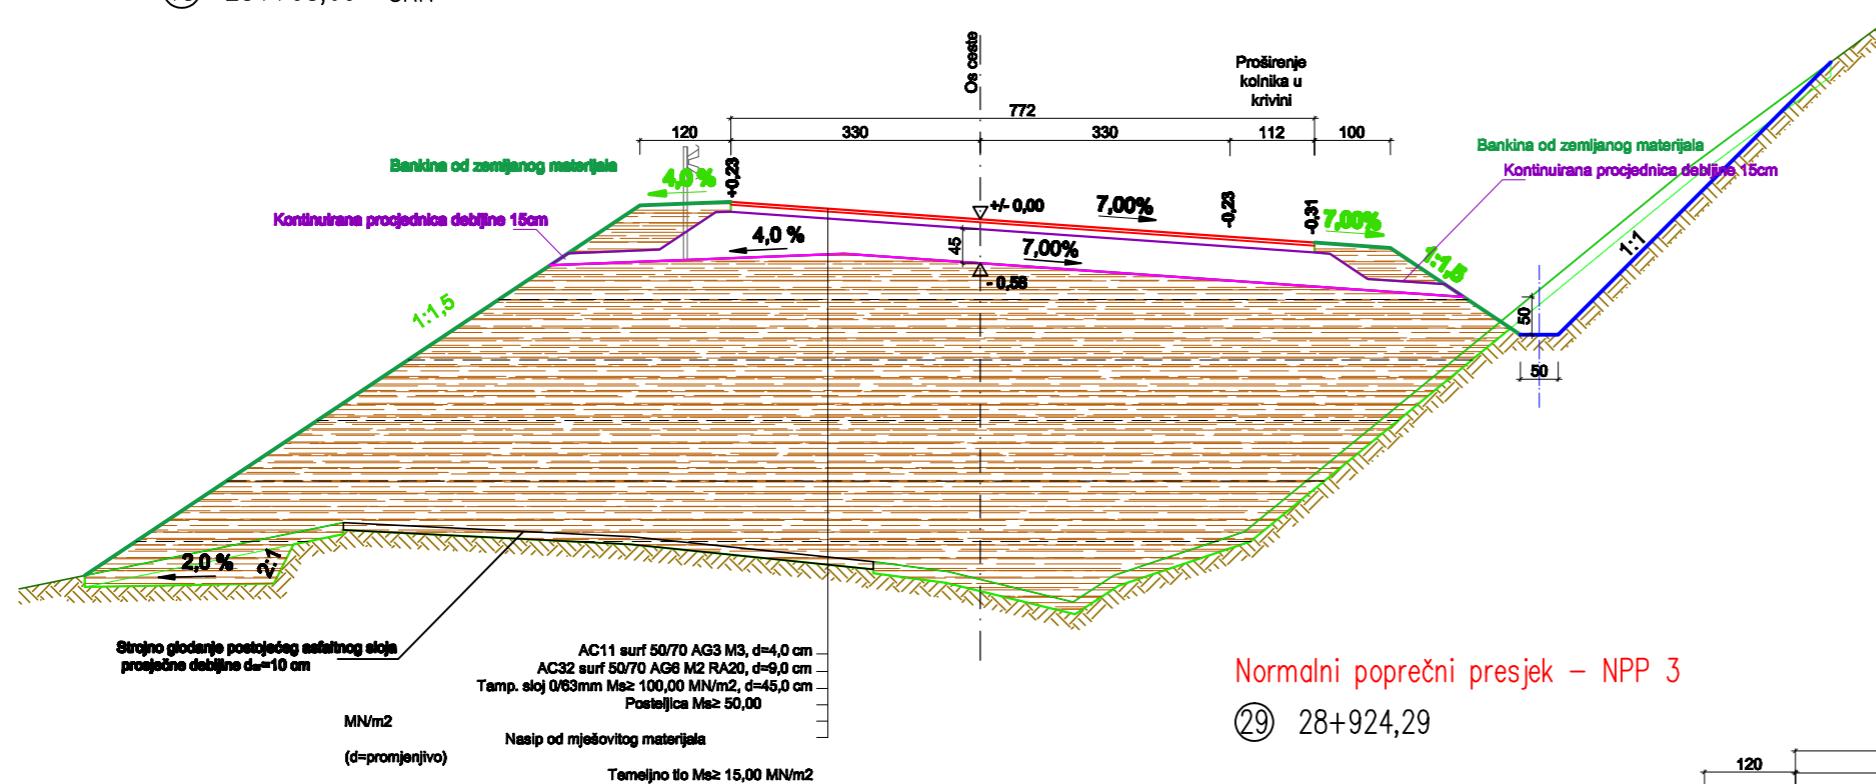 Os ceste
Proširenje
kolnika u
krivini
772
120
330
330
112
100
Bankina od zemljanog materijala
Bankina od zemljanog materijala
Kontinuirana procjednica debljine 15cm
Kontinuirana procjednica debljine 15cm
4,0 %
+0,23
+/- 0,00
7,00%
-0,23
-0,31
7,00%
4,0 %
45
7,00%
- 0,58
1:1,5
1:1,5
1:1
50
50
2,0 %
2:1
Strojno glodanje postojećeg asfaltnog sloja
prosječne debljine =10 cm
AC11 surf 50/70 AG3 M3, d=4,0 cm
AC32 surf 50/70 AG6 M2 RA20, d=9,0 cm
Tamp. sloj 0/63mm Ms≥ 100,00 MN/m2, d=45,0 cm
Posteljica Ms≥ 50,00
MN/m2
Nasip od mješovitog materijala
(d=promjenjivo)
Temeljno tlo Ms≥ 15,00 MN/m2
Normalni poprečni presjek – NPP 3
29 28+924,29
120